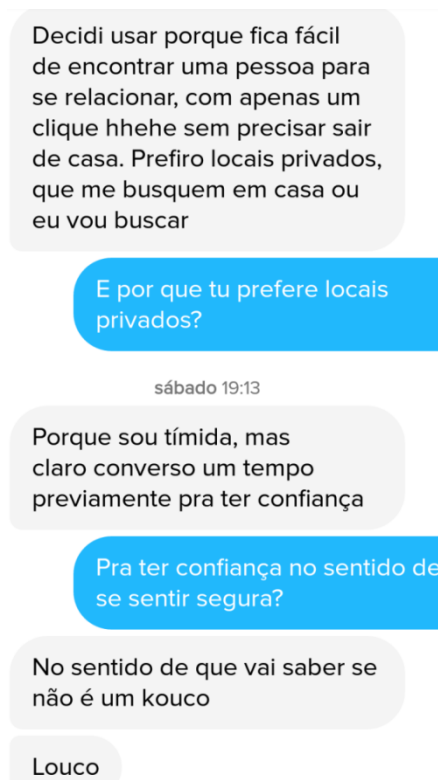 Decidi usar porque fica fácil
de encontrar uma pessoa para
se relacionar, com apenas um
clique hhehe sem precisar sair
de casa. Prefiro locais privados,
que me busquem em casa ou
eu vou buscar
E por que tu prefere locais
privados?
sábado 19:13
Porque sou tímida, mas
claro converso um tempo
previamente pra ter confiança
Pra ter confiança no sentido de
se sentir segura?
No sentido de que vai saber se
não é um kouco
Louco